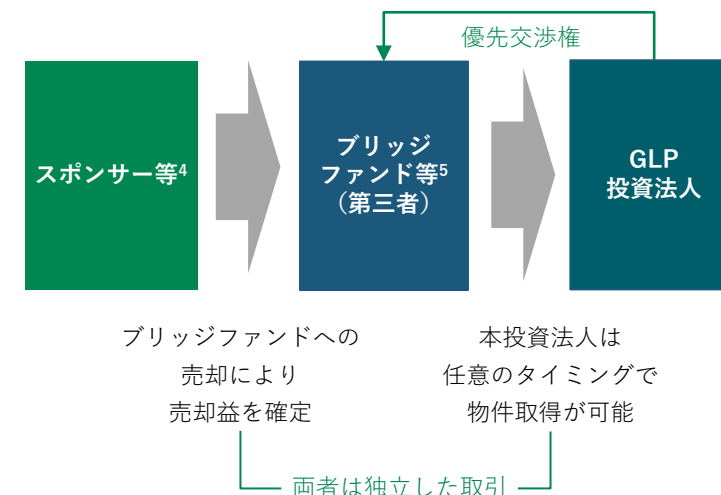 優先交渉権
スポンサー等4
ブリッジ
ファンド等5
（第三者）
GLP
投資法人
ブリッジファンドへの
売却により
売却益を確定
本投資法人は
任意のタイミングで
物件取得が可能
両者は独立した取引